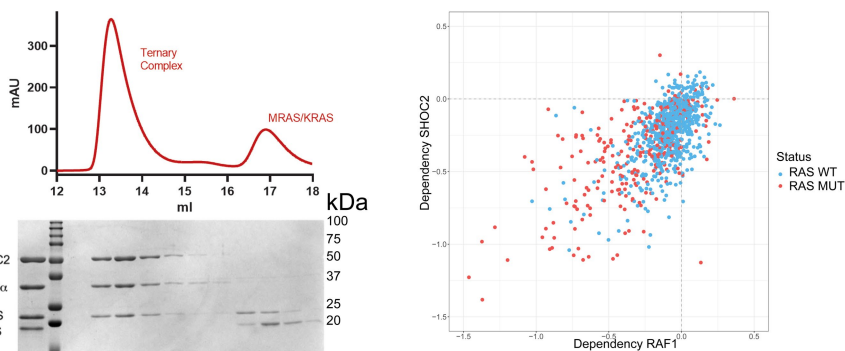 300
200
100
0
mAU
Ternary
Complex
MRAS/KRAS
12 13 14 15 16 17 18
ml
kDa
100
75
50
37
25
20
C2
α
S
0.5
0.0
−0.5
−1.0
−1.5
Dependency SHOC2
−1.5 −1.0 −0.5 0.0 0.5
Dependency RAF1
Status
RAS WT
RAS MUT